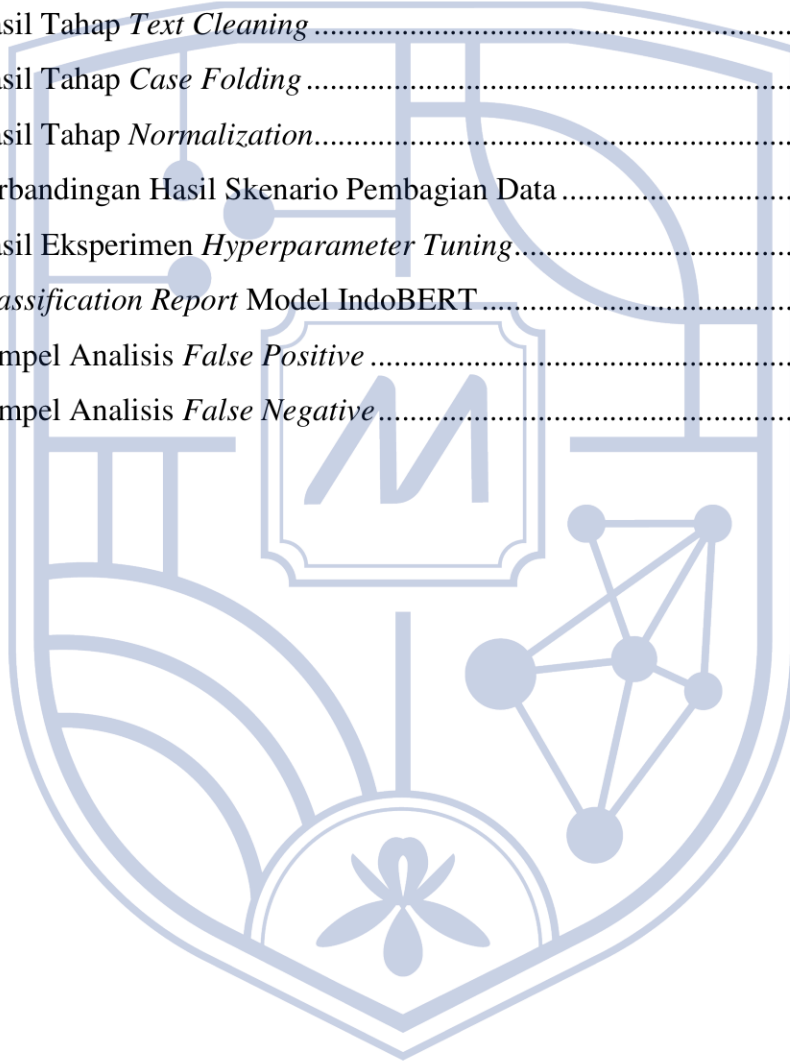 asil Tahap Text Cleaning ........................................................
asil Tahap Case Folding .........................................................
asil Tahap Normalization........................................................
rbandingan Hasil Skenario Pembagian Data ...........................
asil Eksperimen Hyperparameter Tuning.................................
assification Report Model IndoBERT .....................................
mpel Analisis False Positive ..................................................
mpel Analisis False Negative.................................................
M